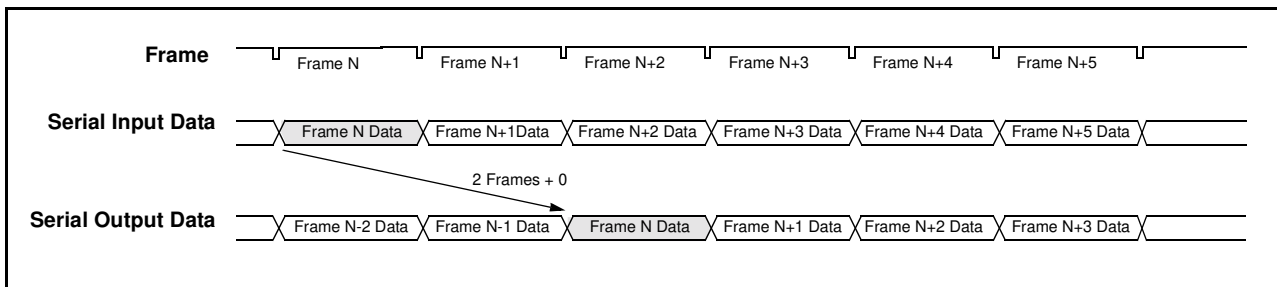 Frame
Frame N Frame N+1 Frame N+2 Frame N+3 Frame N+4 Frame N+5
Serial Input Data
Frame N Data Frame N+1Data Frame N+2 Data Frame N+3 Data Frame N+4 Data Frame N+5 Data
2 Frames + 0
Serial Output Data
Frame N-2 Data Frame N-1 Data Frame N Data Frame N+1 Data Frame N+2 Data Frame N+3 Data